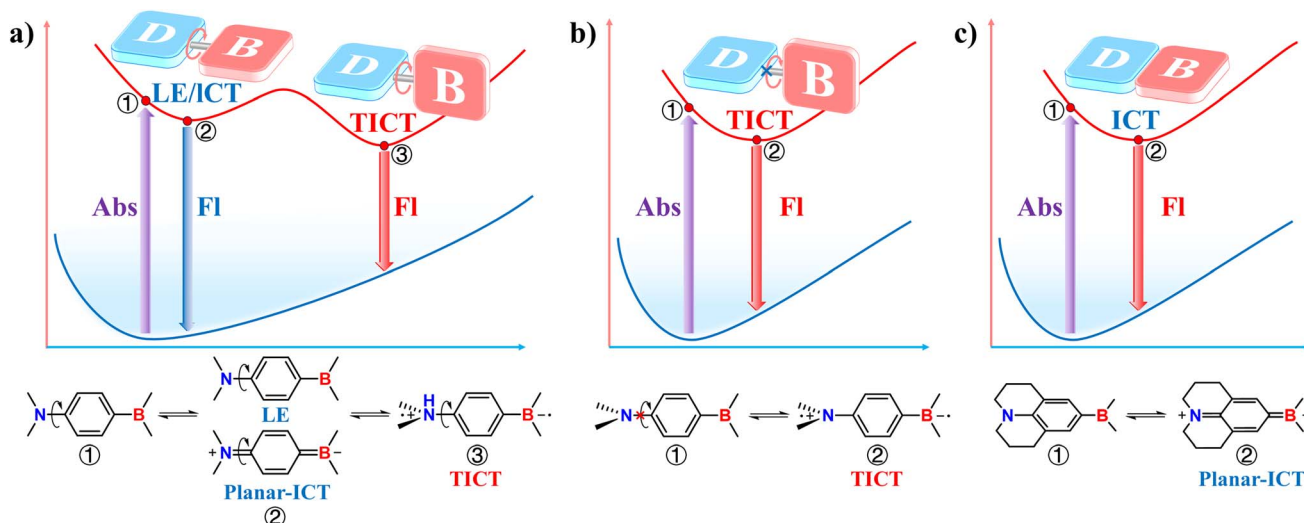 a)
D B
LE/ICT
①
②
D B
TICT
③
Abs
Fl
Fl
N B
①
N B
LE
+ N B −
Planar-ICT
②
H
·+ N B −·
③
TICT
b)
D B
①
TICT
②
Abs
Fl
N B
①
·+ N B −·
②
TICT
c)
D B
①
ICT
②
Abs
Fl
N B
①
+ N B −
②
Planar-ICT